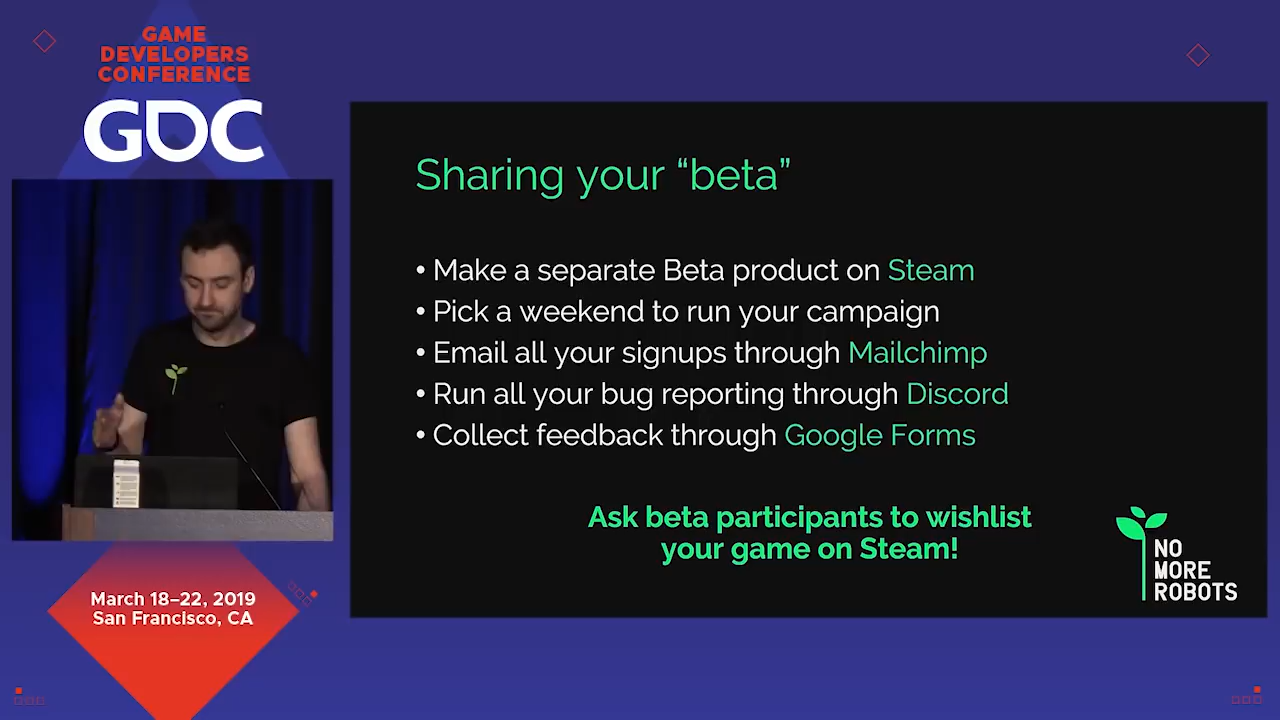 GAME
DEVELOPERS
CONFERENCE
GDC
Sharing your “beta”
• Make a separate Beta product on Steam
• Pick a weekend to run your campaign
• Email all your signups through Mailchimp
• Run all your bug reporting through Discord
• Collect feedback through Google Forms
Ask beta participants to wishlist
your game on Steam!
NO
MORE
ROBOTS
March 18–22, 2019
San Francisco, CA